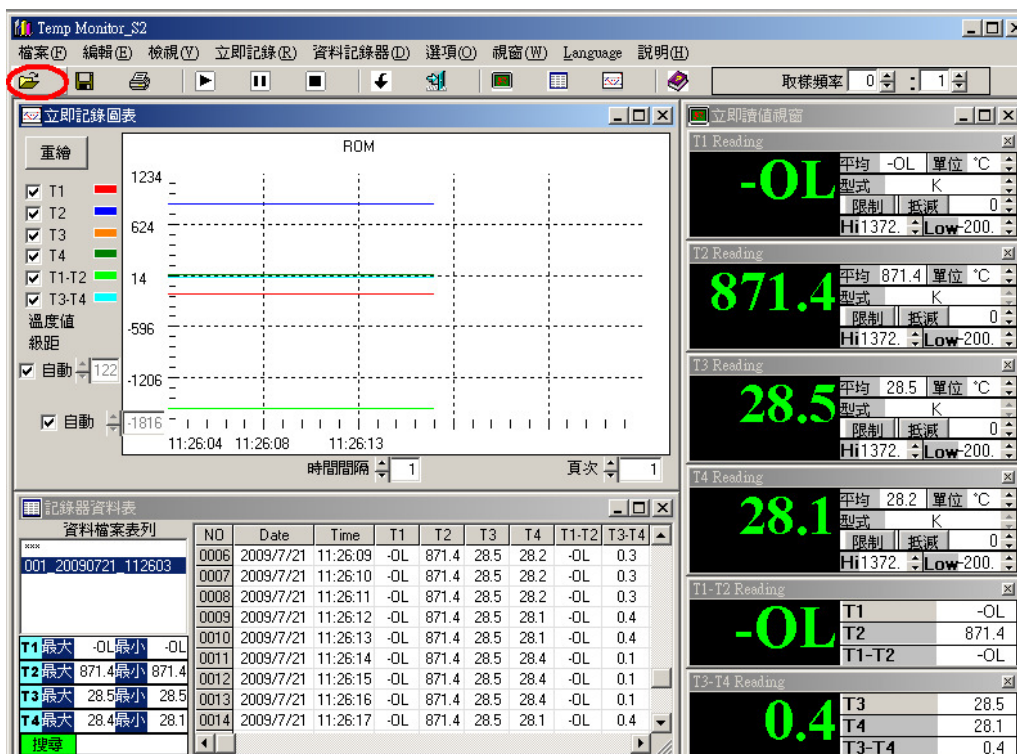 Temp Monitor_S2
檔案(F) 編輯(E) 檢視(V) 立即記錄(R) 資料記錄器(D) 選項(O) 視窗(W) Language 說明(H)
取樣頻率 0 : 1
立即記錄圖表
重繪
ROM
T1
T2
T3
T4
T1-T2
T3-T4
溫度值
級距
自動 122
自動 -1816
1234
624
14
-596
-1206
11:26:04 11:26:08 11:26:13
時間間隔 1 頁次 1
立即讀值視窗
T1 Reading
-OL
平均 -OL 單位 °C
型式 K
限制 抵減 0
Hi1372. Low-200.
T2 Reading
871.4
平均 871.4 單位 °C
型式 K
限制 抵減 0
Hi1372. Low-200.
T3 Reading
28.5
平均 28.5 單位 °C
型式 K
限制 抵減 0
Hi1372. Low-200.
T4 Reading
28.1
平均 28.2 單位 °C
型式 K
限制 抵減 0
Hi1372. Low-200.
T1-T2 Reading
-OL
T1 -OL
T2 871.4
T1-T2 -OL
T3-T4 Reading
0.4
T3 28.5
T4 28.1
T3-T4 0.4
記錄器資料表
資料檔案表列
***
001_20090721_112603
T1最大 -OL最小 -OL
T2最大 871.4最小 871.4
T3最大 28.5最小 28.5
T4最大 28.4最小 28.1
搜尋
NO Date Time T1 T2 T3 T4 T1-T2 T3-T4
0006 2009/7/21 11:26:09 -OL 871.4 28.5 28.2 -OL 0.3
0007 2009/7/21 11:26:10 -OL 871.4 28.5 28.2 -OL 0.3
0008 2009/7/21 11:26:11 -OL 871.4 28.5 28.2 -OL 0.3
0009 2009/7/21 11:26:12 -OL 871.4 28.5 28.1 -OL 0.4
0010 2009/7/21 11:26:13 -OL 871.4 28.5 28.1 -OL 0.4
0011 2009/7/21 11:26:14 -OL 871.4 28.5 28.4 -OL 0.1
0012 2009/7/21 11:26:15 -OL 871.4 28.5 28.4 -OL 0.1
0013 2009/7/21 11:26:16 -OL 871.4 28.5 28.4 -OL 0.1
0014 2009/7/21 11:26:17 -OL 871.4 28.5 28.1 -OL 0.4